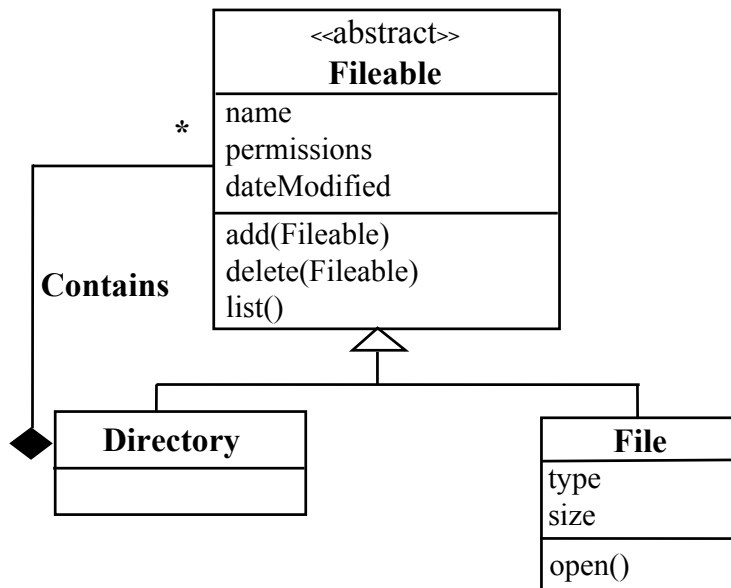 <<abstract>>
Fileable
name
permissions
dateModified
add(Fileable)
delete(Fileable)
list()
*
Contains
Directory
File
type
size
open()